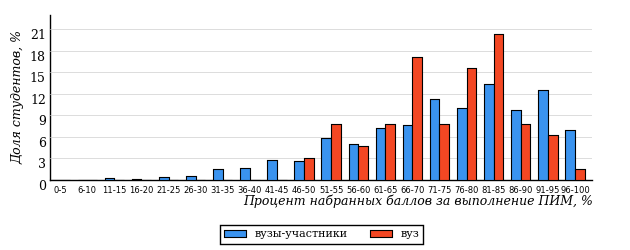 Доля студентов, %
21
18
15
12
9
6
3
0
0-5 6-10 11-15 16-20 21-25 26-30 31-35 36-40 41-45 46-50 51-55 56-60 61-65 66-70 71-75 76-80 81-85 86-90 91-95 96-100
Процент набранных баллов за выполнение ПИМ, %
вузы-участники вуз